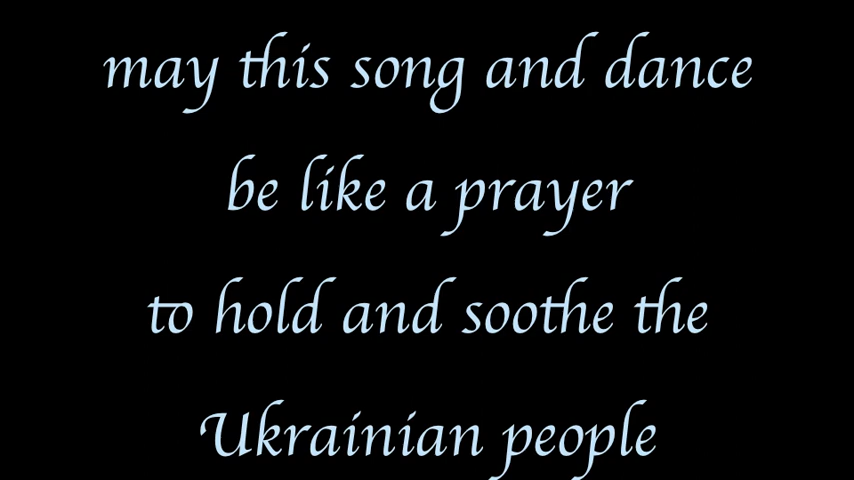 may this song and dance
be like a prayer
to hold and soothe the
Ukrainian people